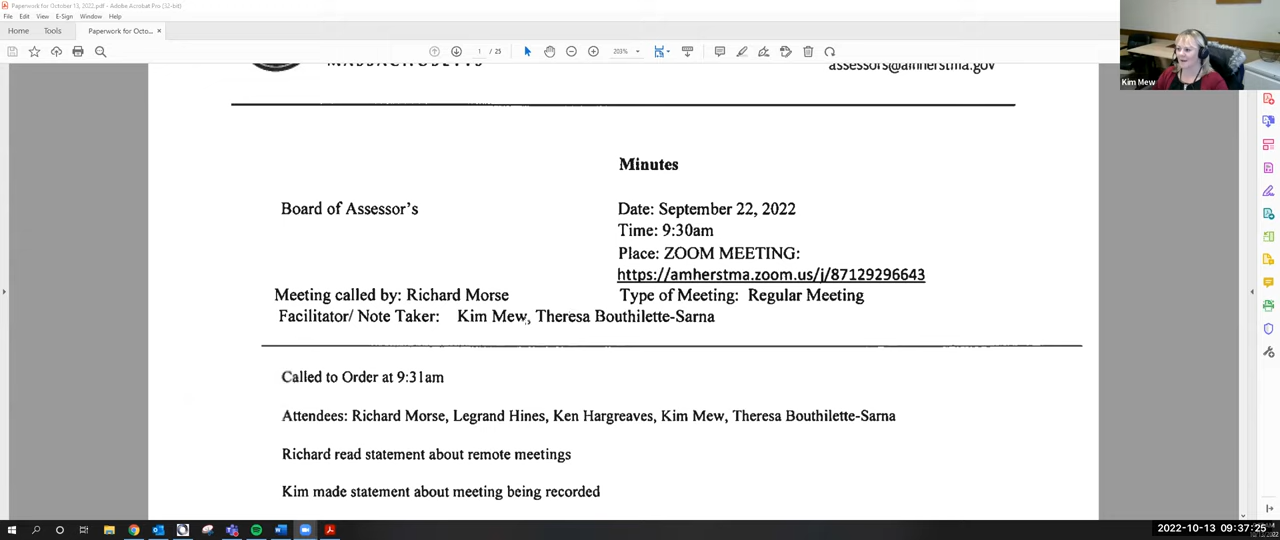 Paperwork for October 13, 2022.pdf - Adobe Acrobat Pro (32-bit)
File Edit View E-Sign Window Help
Home Tools Paperwork for Octo... ×
1 / 25 203%
MASSACHUSETTS
assessors@amherstma.gov
Kim Mew
Minutes
Board of Assessor's
Date: September 22, 2022
Time: 9:30am
Place: ZOOM MEETING:
https://amherstma.zoom.us/j/87129296643
Meeting called by: Richard Morse
Type of Meeting: Regular Meeting
Facilitator/ Note Taker: Kim Mew, Theresa Bouthilette-Sarna
Called to Order at 9:31am
Attendees: Richard Morse, Legrand Hines, Ken Hargreaves, Kim Mew, Theresa Bouthilette-Sarna
Richard read statement about remote meetings
Kim made statement about meeting being recorded
2022-10-13 09:37:25